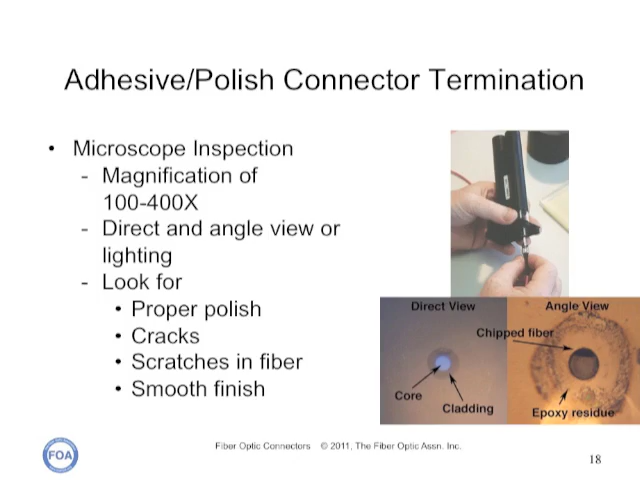 Adhesive/Polish Connector Termination
• Microscope Inspection
- Magnification of
100-400X
- Direct and angle view or
lighting
- Look for
• Proper polish
• Cracks
• Scratches in fiber
• Smooth finish
Direct View
Angle View
Chipped fiber
Core
Cladding
Epoxy residue
FOA
Fiber Optic Connectors © 2011, The Fiber Optic Assn. Inc.
18